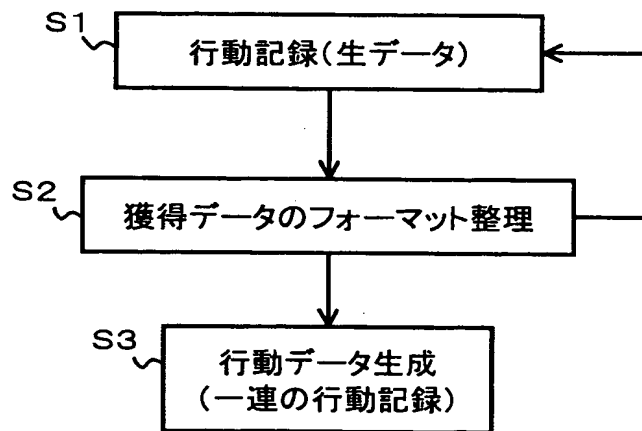 S1
行動記録(生データ)
S2
獲得データのフォーマット整理
S3
行動データ生成
(一連の行動記録)